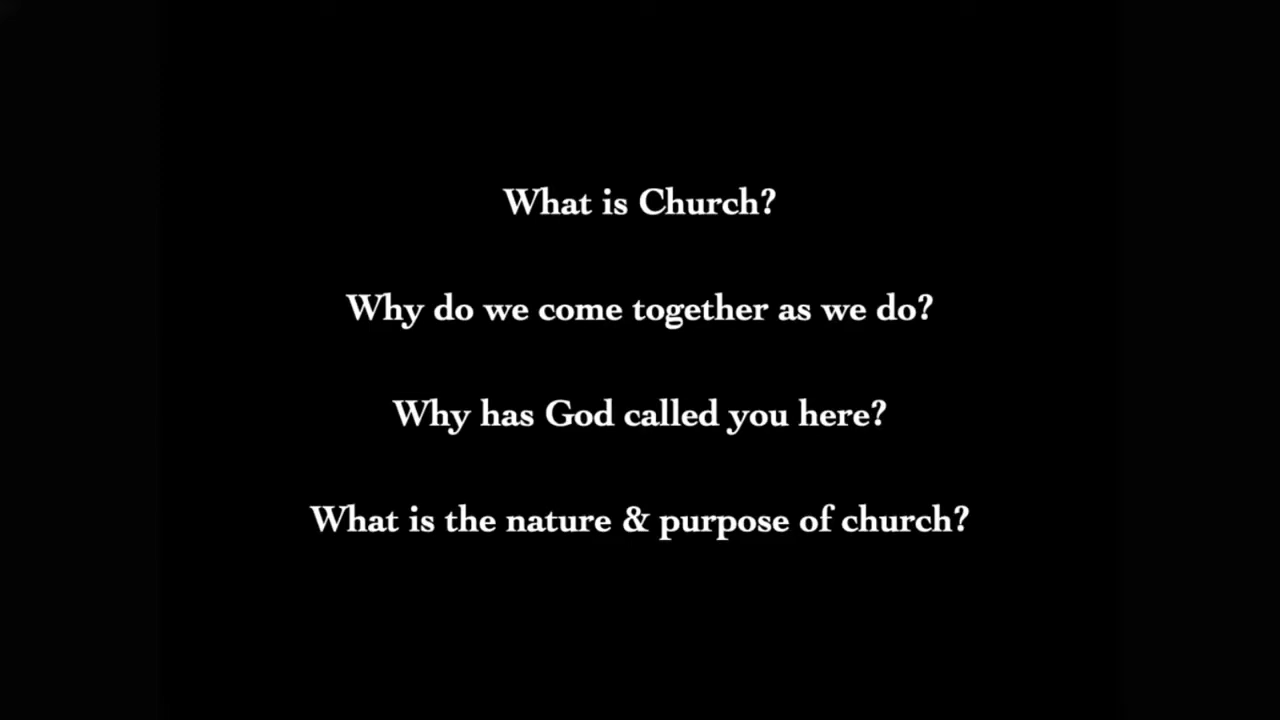 What is Church?
Why do we come together as we do?
Why has God called you here?
What is the nature & purpose of church?